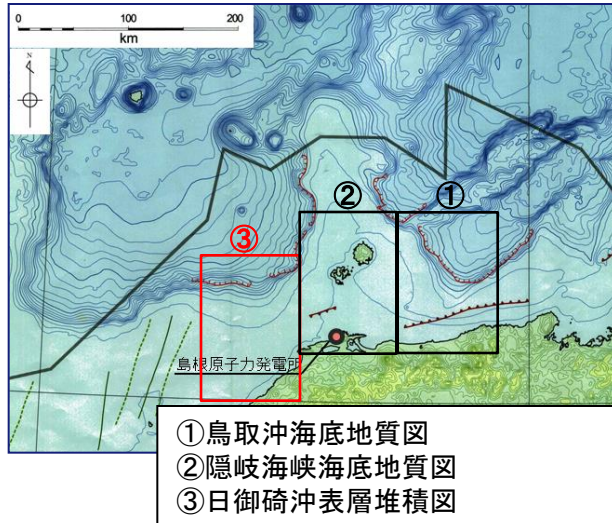 0 100 200
km
N
②
①
③
島根原子力発電所
①鳥取沖海底地質図
②隠岐海峡海底地質図
③日御碕沖表層堆積図